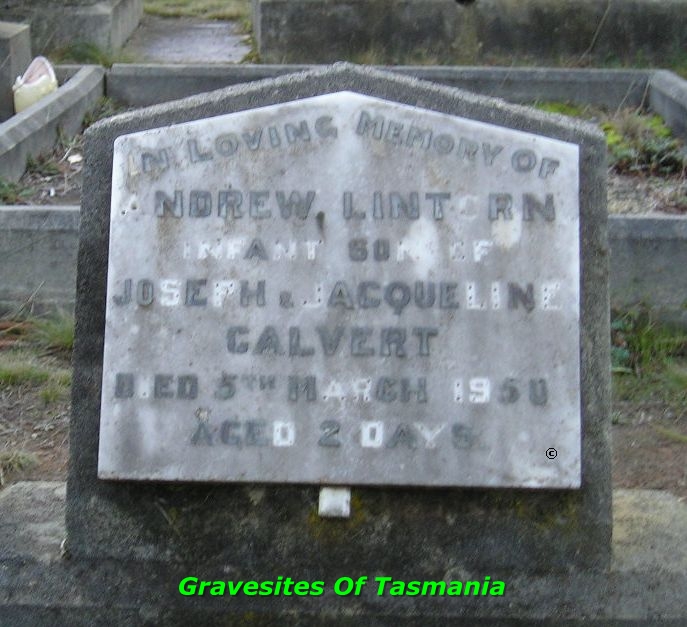 IN LOVING MEMORY OF
ANDREW LINTORN
INFANT SON OF
JOSEPH & JACQUELINE
CALVERT
DIED 5TH MARCH 1950
AGED 2 DAYS.
©
Gravesites Of Tasmania